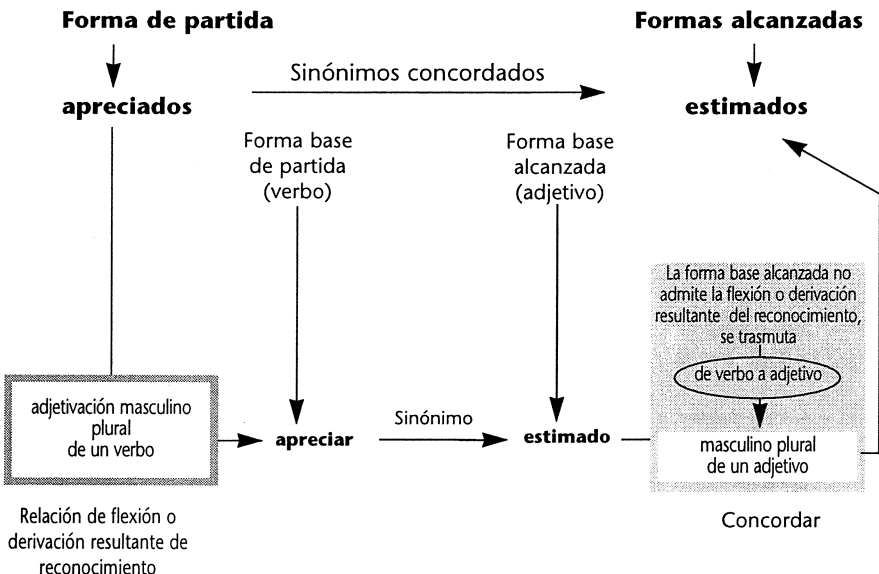 Forma de partida
Formas alcanzadas
Sinónimos concordados
apreciados
estimados
Forma base
de partida
(verbo)
Forma base
alcanzada
(adjetivo)
La forma base alcanzada no
admite la flexión o derivación
resultante del reconocimiento,
se trasmuta
de verbo a adjetivo
adjetivación masculino
plural
de un verbo
apreciar
Sinónimo
estimado
masculino plural
de un adjetivo
Concordar
Relación de flexión o
derivación resultante de
reconocimiento